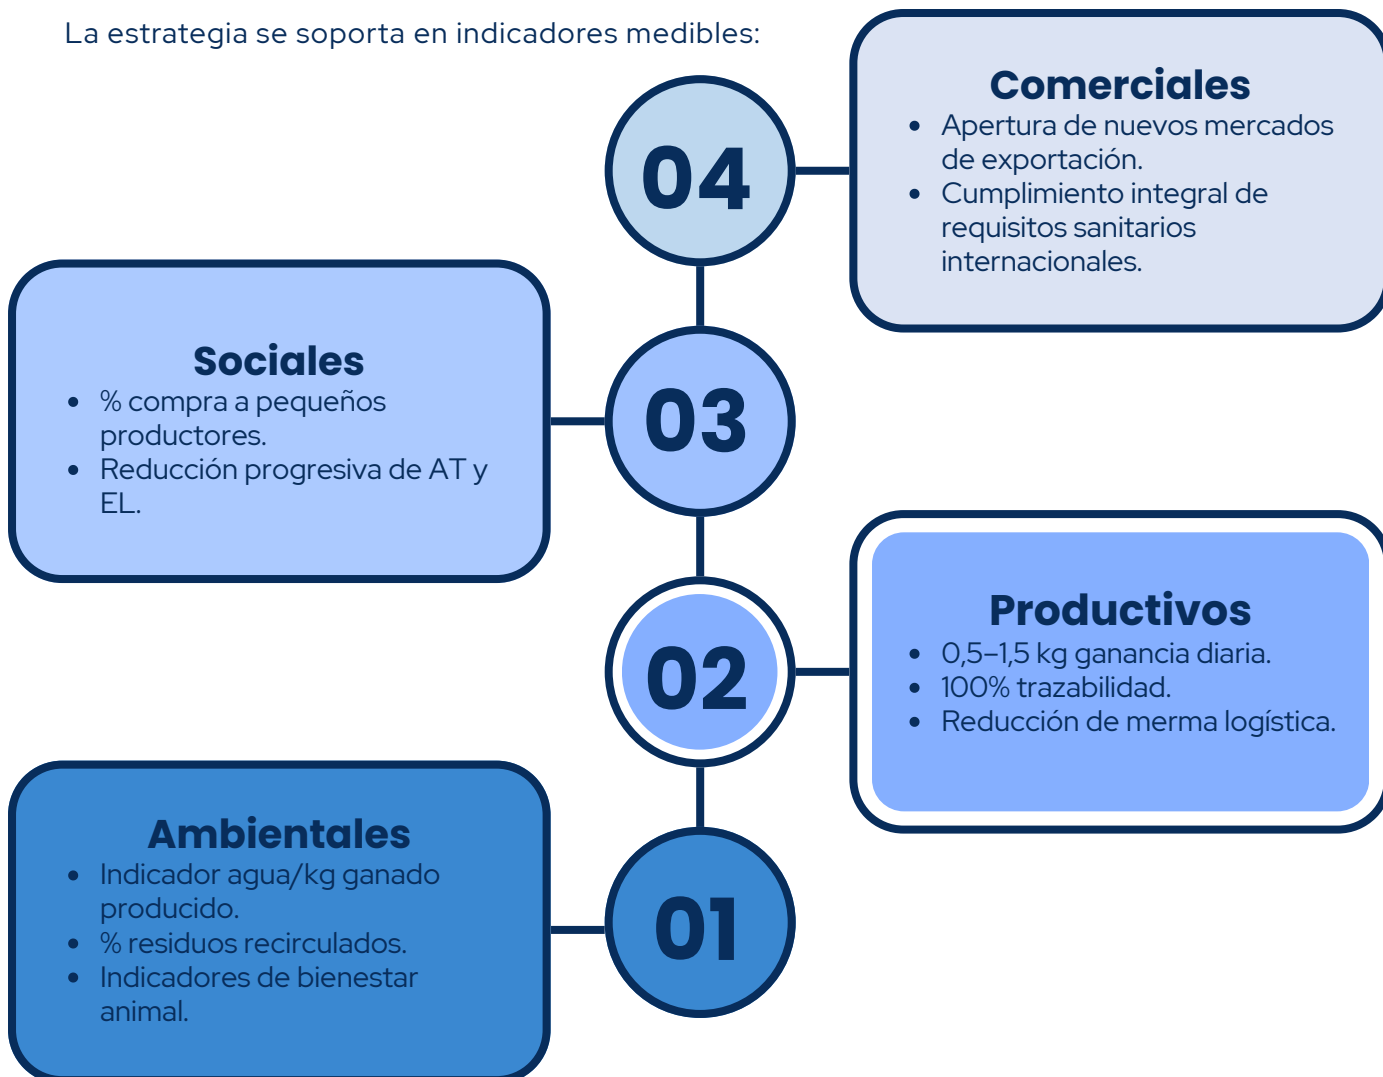 La estrategia se soporta en indicadores medibles:
04
Comerciales
• Apertura de nuevos mercados
de exportación.
• Cumplimiento integral de
requisitos sanitarios
internacionales.
Sociales
• % compra a pequeños
productores.
• Reducción progresiva de AT y
EL.
03
02
Productivos
• 0,5–1,5 kg ganancia diaria.
• 100% trazabilidad.
• Reducción de merma logística.
Ambientales
• Indicador agua/kg ganado
producido.
• % residuos recirculados.
• Indicadores de bienestar
animal.
01